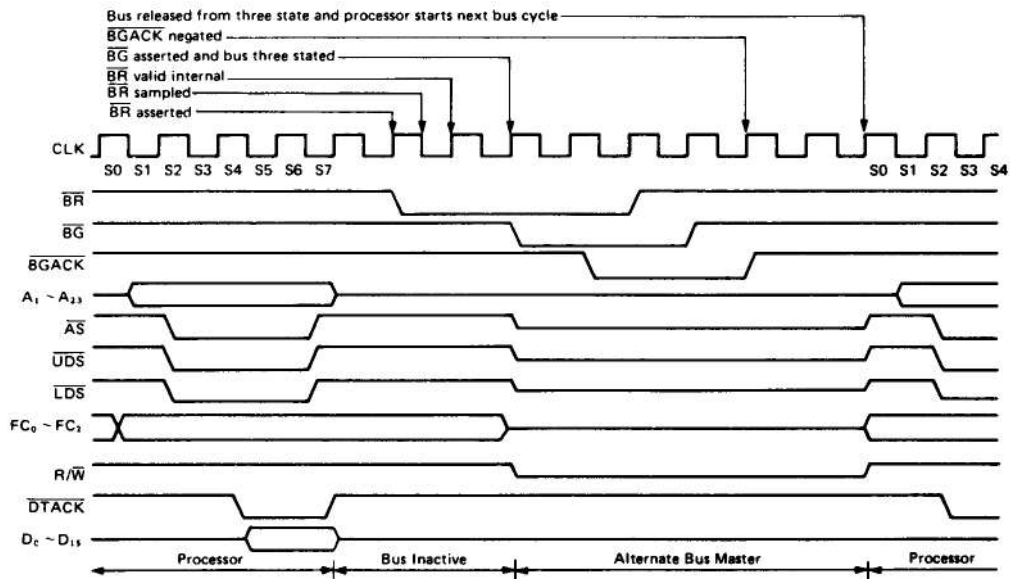 Bus released from three state and processor starts next bus cycle
BGACK negated
BG asserted and bus three stated
BR valid internal
BR sampled
BR asserted
CLK
S0 S1 S2 S3 S4 S5 S6 S7 S0 S1 S2 S3 S4
BR
BG
BGACK
A₁ ~ A₂₃
AS
UDS
LDS
FC₀ ~ FC₂
R/W
DTACK
D₀ ~ D₁₅
Processor Bus Inactive Alternate Bus Master Processor